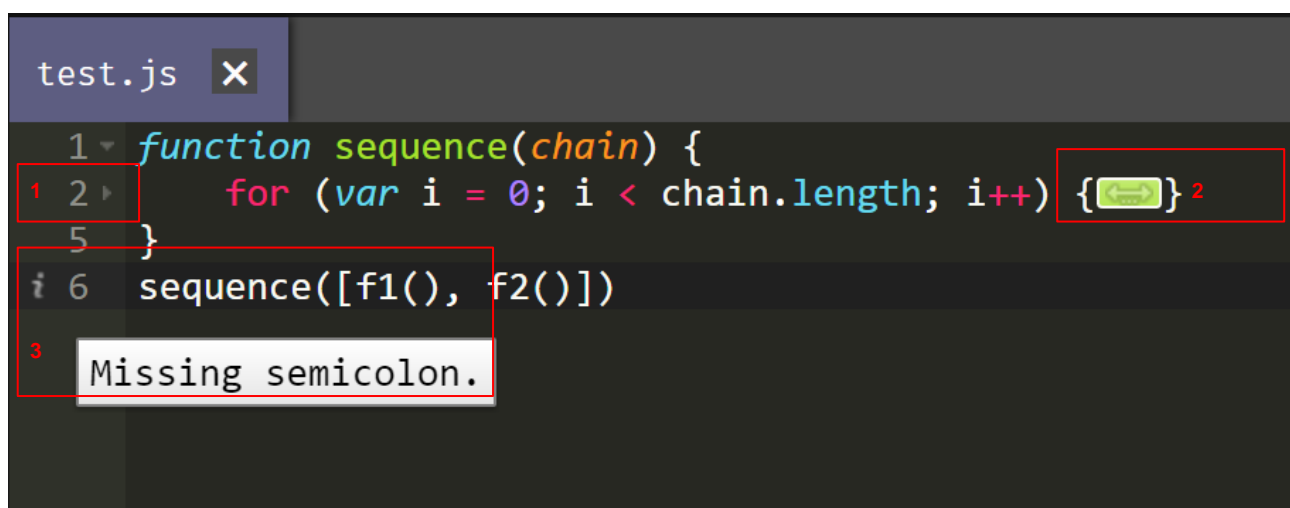 test.js ×
1 function sequence(chain) {
1 2 for (var i = 0; i < chain.length; i++) {...} 2
5 }
i 6 sequence([f1(), f2()])
3
Missing semicolon.